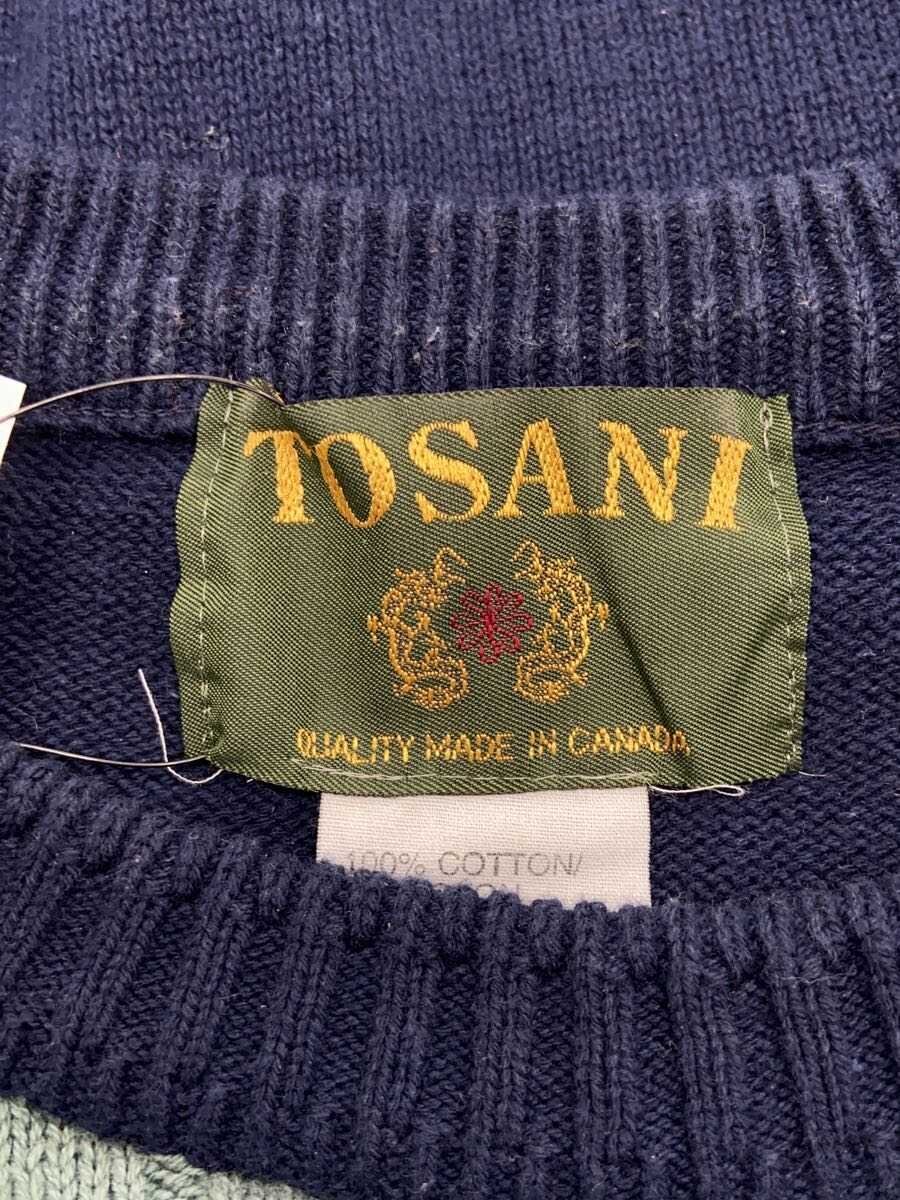 TOSANI
QUALITY MADE IN CANADA
100% COTTON/